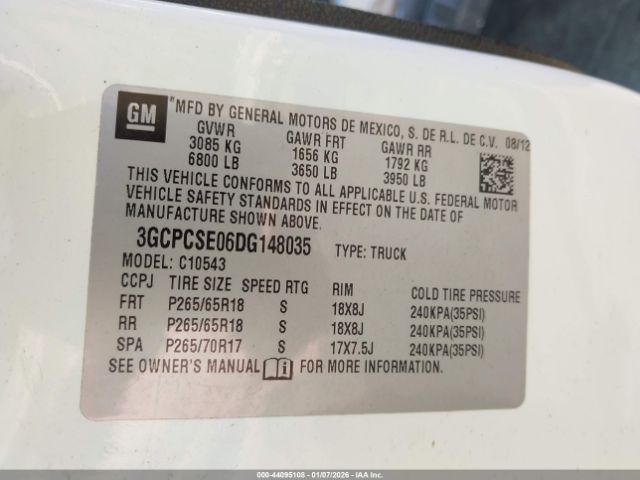 GM
"MFD BY GENERAL MOTORS DE MEXICO, S. DE R.L. DE C.V. 08/12
GVWR GAWR FRT GAWR RR
3085 KG 1656 KG 1792 KG
6800 LB 3650 LB 3950 LB
THIS VEHICLE CONFORMS TO ALL APPLICABLE U.S. FEDERAL MOTOR
VEHICLE SAFETY STANDARDS IN EFFECT ON THE DATE OF
MANUFACTURE SHOWN ABOVE.
3GCPCSE06DG148035 TYPE: TRUCK
MODEL: C10543
CCPJ TIRE SIZE SPEED RTG RIM COLD TIRE PRESSURE
FRT P265/65R18 S 18X8J 240KPA(35PSI)
RR P265/65R18 S 18X8J 240KPA(35PSI)
SPA P265/70R17 S 17X7.5J 240KPA(35PSI)
SEE OWNER'S MANUAL i FOR MORE INFORMATION.
000-44095108 - 01/07/2026 - IAA Inc.